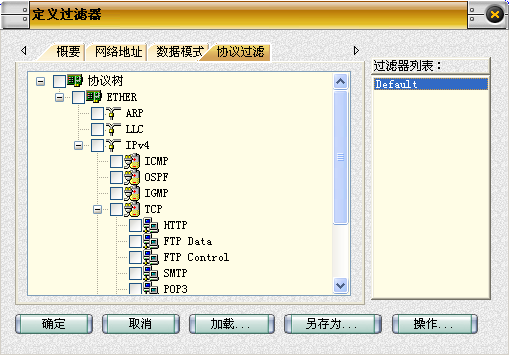 定义过滤器
概要 网络地址 数据模式 协议过滤
过滤器列表：
Default
协议树
ETHER
ARP
LLC
IPv4
ICMP
OSPF
IGMP
TCP
HTTP
FTP Data
FTP Control
SMTP
POP3
确定 取消 加载... 另存为... 操作...